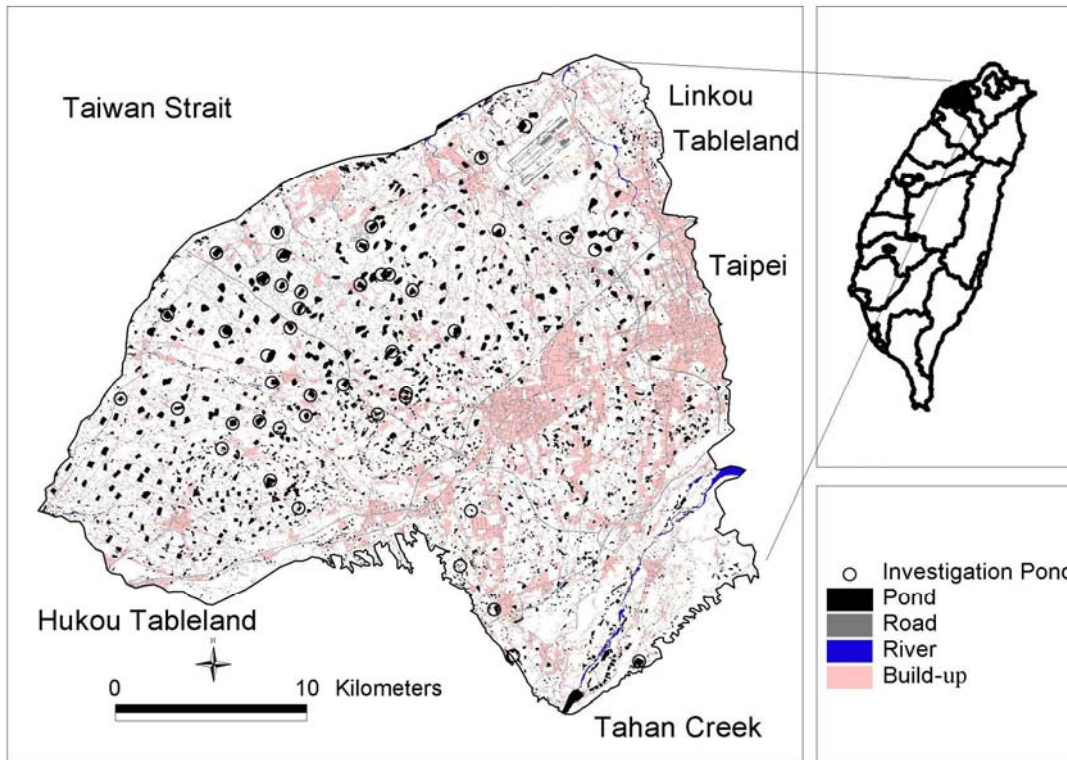 Taiwan Strait
Linkou
Tableland
Taipei
Hukou Tableland
N
0 10 Kilometers
Tahan Creek
Investigation Pond
Pond
Road
River
Build-up